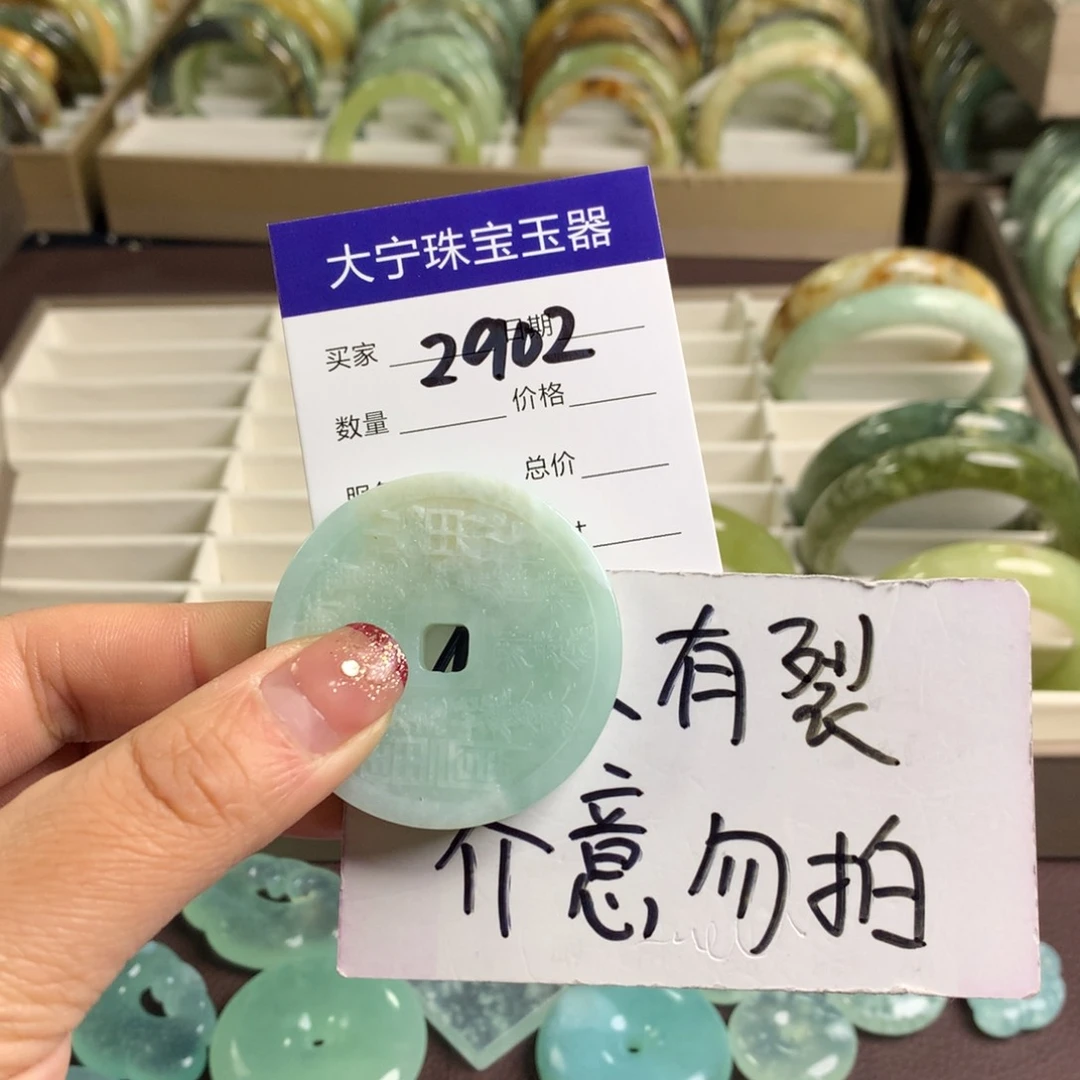 大宁珠宝玉器
买家 2902 日期
数量 价格
总价
有裂
介意勿拍